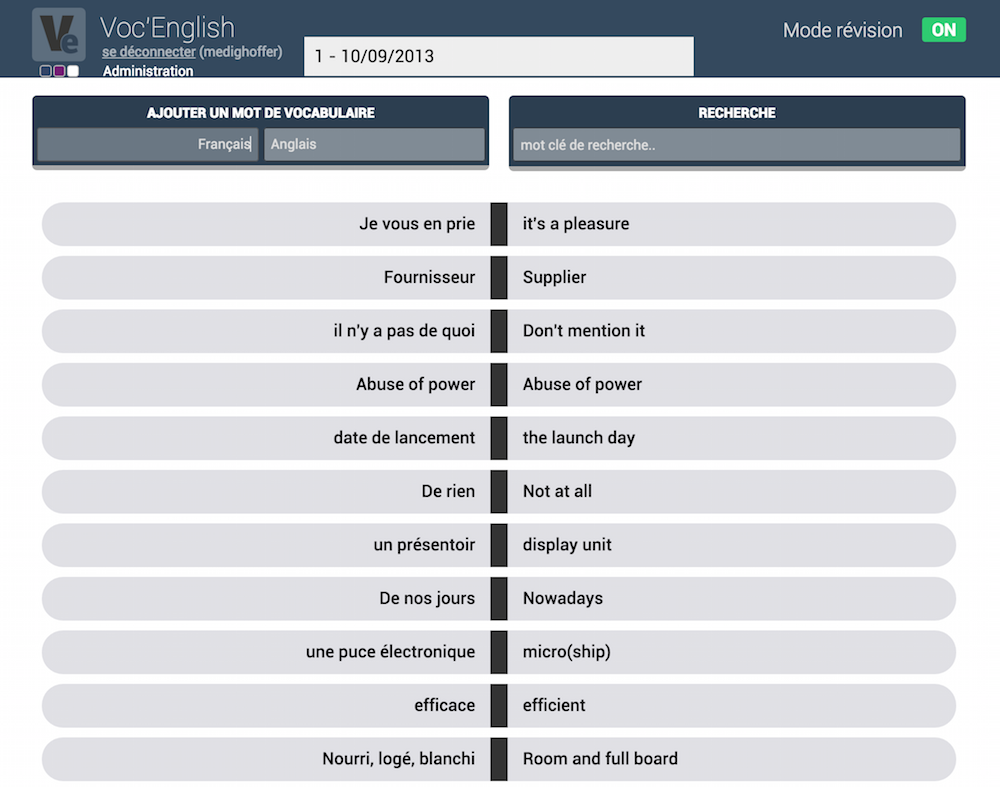 Ve
Voc'English
se déconnecter (medighoffer)
Administration
1 - 10/09/2013
Mode révision ON
AJOUTER UN MOT DE VOCABULAIRE
Français Anglais
RECHERCHE
mot clé de recherche..
Je vous en prie it's a pleasure
Fournisseur Supplier
il n'y a pas de quoi Don't mention it
Abuse of power Abuse of power
date de lancement the launch day
De rien Not at all
un présentoir display unit
De nos jours Nowadays
une puce électronique micro(ship)
efficace efficient
Nourri, logé, blanchi Room and full board